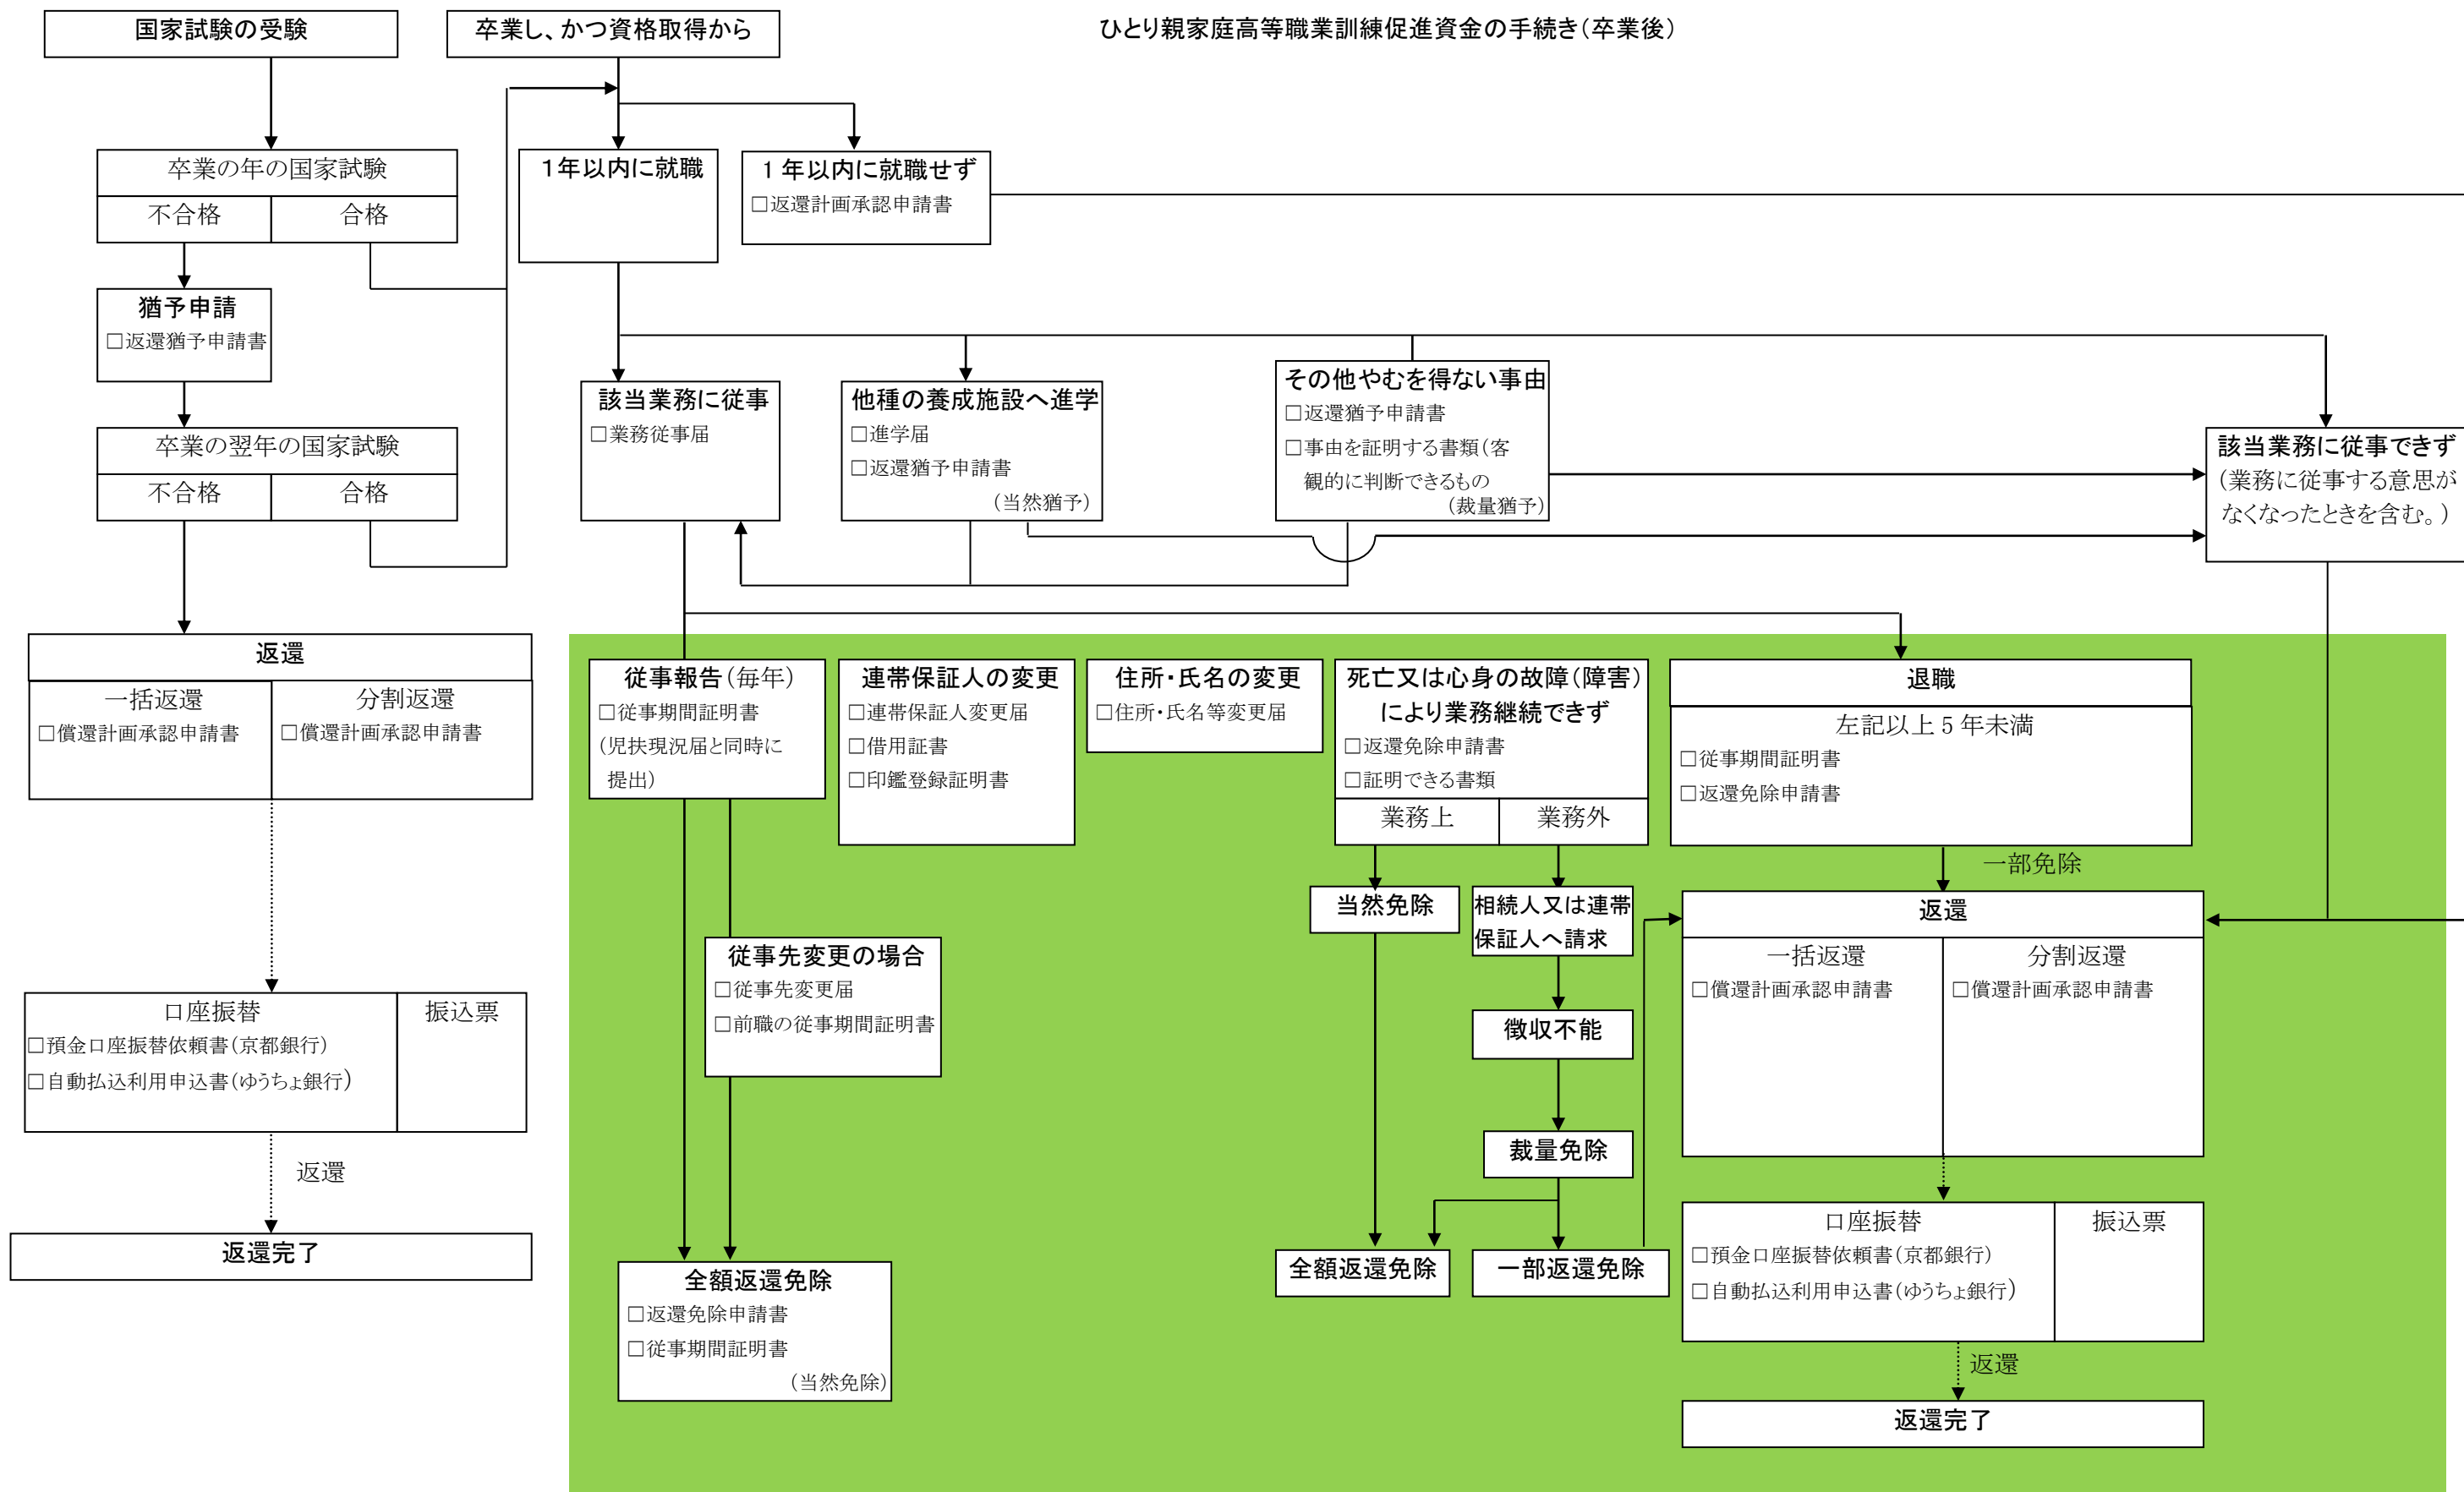 国家試験の受験
卒業し、かつ資格取得から
ひとり親家庭高等職業訓練促進資金の手続き（卒業後）
卒業の年の国家試験
不合格
合格
猶予申請
□返還猶予申請書
卒業の翌年の国家試験
不合格
合格
返還
一括返還
□償還計画承認申請書
分割返還
□償還計画承認申請書
口座振替
□預金口座振替依頼書（京都銀行）
□自動払込利用申込書（ゆうちょ銀行）
振込票
返還
返還完了
１年以内に就職
１年以内に就職せず
□返還計画承認申請書
該当業務に従事
□業務従事届
他種の養成施設へ進学
□進学届
□返還猶予申請書
（当然猶予）
その他やむを得ない事由
□返還猶予申請書
□事由を証明する書類（客
観的に判断できるもの
（裁量猶予）
該当業務に従事できず
（業務に従事する意思が
なくなったときを含む。）
従事報告（毎年）
□従事期間証明書
（児扶現況届と同時に
提出）
連帯保証人の変更
□連帯保証人変更届
□借用証書
□印鑑登録証明書
住所・氏名の変更
□住所・氏名等変更届
死亡又は心身の故障（障害）
により業務継続できず
□返還免除申請書
□証明できる書類
業務上
業務外
退職
左記以上５年未満
□従事期間証明書
□返還免除申請書
一部免除
従事先変更の場合
□従事先変更届
□前職の従事期間証明書
全額返還免除
□返還免除申請書
□従事期間証明書
（当然免除）
当然免除
相続人又は連帯
保証人へ請求
徴収不能
裁量免除
全額返還免除
一部返還免除
返還
一括返還
□償還計画承認申請書
分割返還
□償還計画承認申請書
口座振替
□預金口座振替依頼書（京都銀行）
□自動払込利用申込書（ゆうちょ銀行）
振込票
返還
返還完了